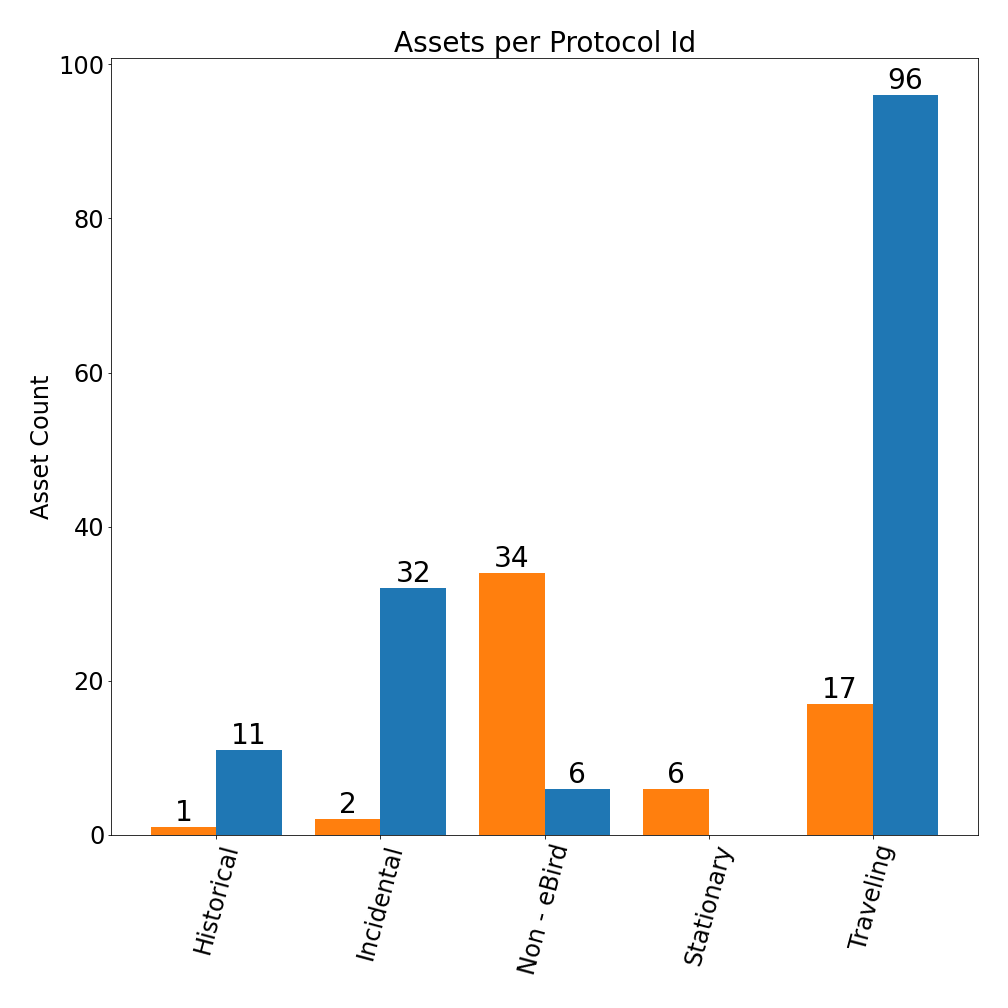 Assets per Protocol Id
Asset Count
100
80
60
40
20
0
1
11
2
32
34
6
6
17
96
Historical
Incidental
Non - eBird
Stationary
Traveling